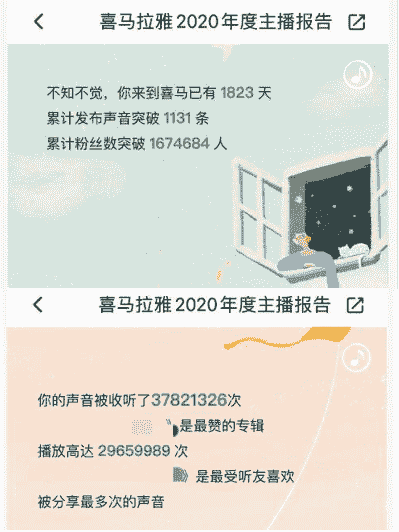 喜马拉雅2020年度主播报告
不知不觉，你来到喜马已有 1823 天
累计发布声音突破 1131 条
累计粉丝数突破 1674684 人
喜马拉雅2020年度主播报告
你的声音被收听了37821326次
是最赞的专辑
播放高达 29659989 次
是最受听友喜欢
被分享最多次的声音